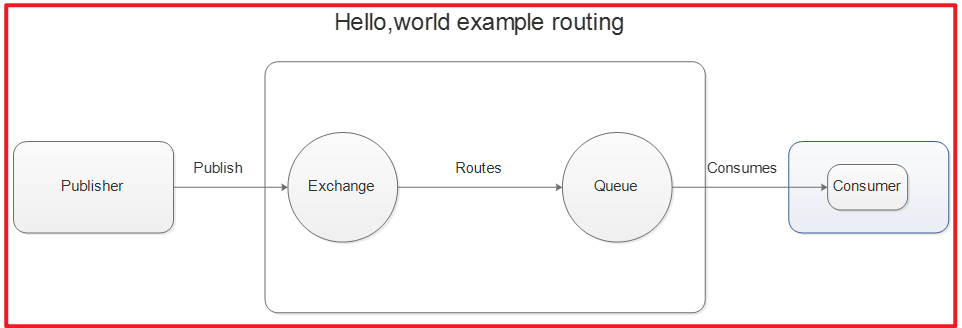 Hello,world example routing
Publish
Routes
Consumes
Publisher
Exchange
Queue
Consumer